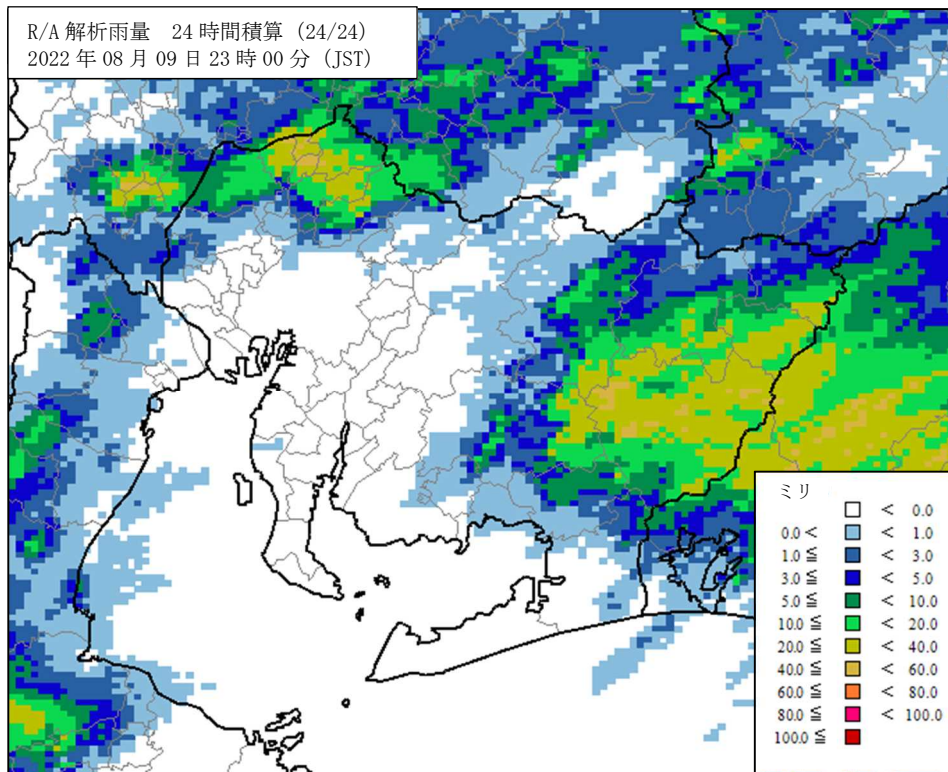 R/A 解析雨量 24 時間積算 (24/24)
2022 年 08 月 09 日 23 時 00 分 (JST)
ミリ
< 0.0
0.0 < < 1.0
1.0 ≦ < 3.0
3.0 ≦ < 5.0
5.0 ≦ < 10.0
10.0 ≦ < 20.0
20.0 ≦ < 40.0
40.0 ≦ < 60.0
60.0 ≦ < 80.0
80.0 ≦ < 100.0
100.0 ≦